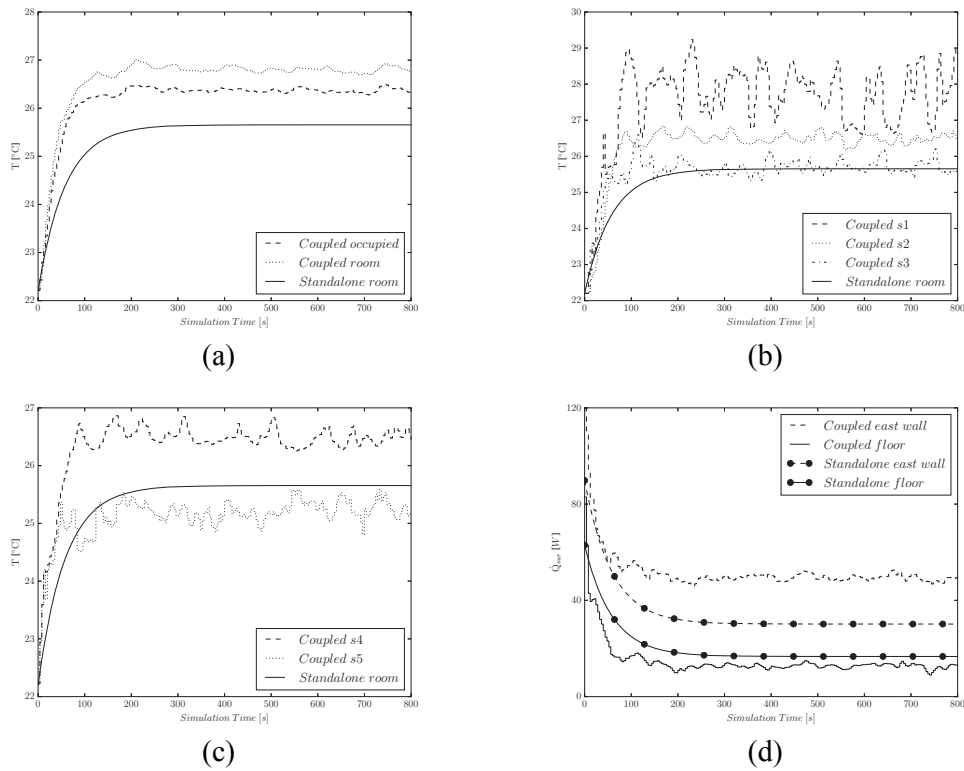 28
27
26
25
24
23
22
T [°C]
0 100 200 300 400 500 600 700 800
Simulation Time [s]
Coupled occupied
Coupled room
Standalone room
(a)
30
29
28
27
26
25
24
23
22
T [°C]
0 100 200 300 400 500 600 700 800
Simulation Time [s]
Coupled s1
Coupled s2
Coupled s3
Standalone room
(b)
27
26
25
24
23
22
T [°C]
0 100 200 300 400 500 600 700 800
Simulation Time [s]
Coupled s4
Coupled s5
Standalone room
(c)
120
80
40
0
Q̇sur [W]
0 100 200 300 400 500 600 700 800
Simulation Time [s]
Coupled east wall
Coupled floor
Standalone east wall
Standalone floor
(d)